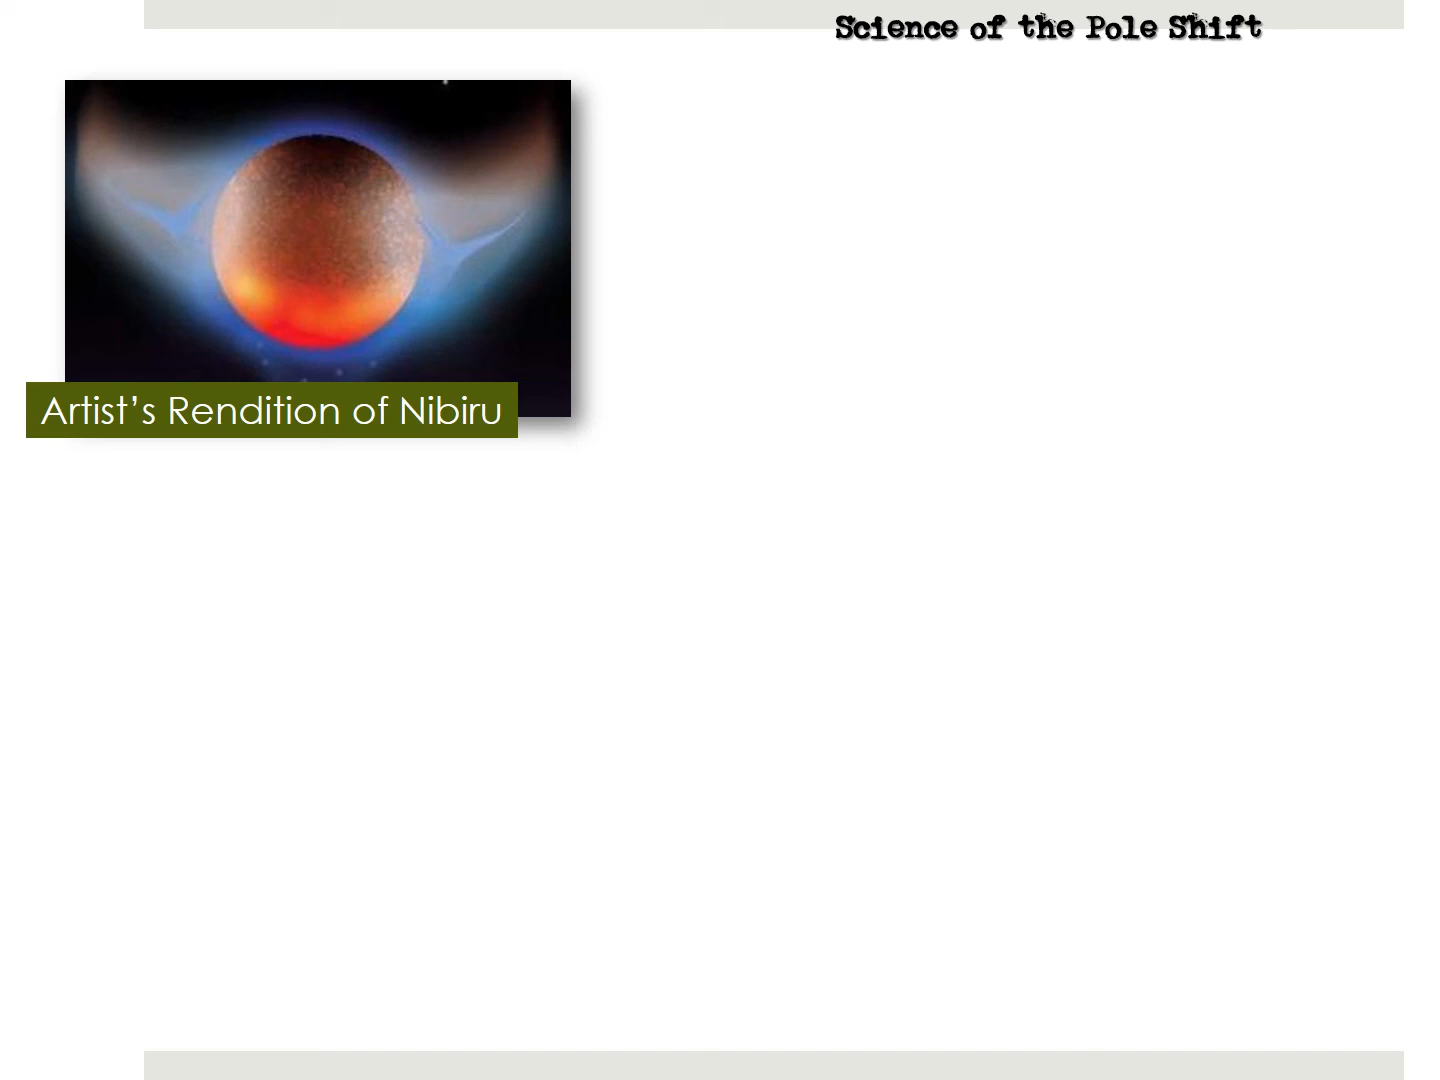 Science of the Pole Shift
Artist’s Rendition of Nibiru